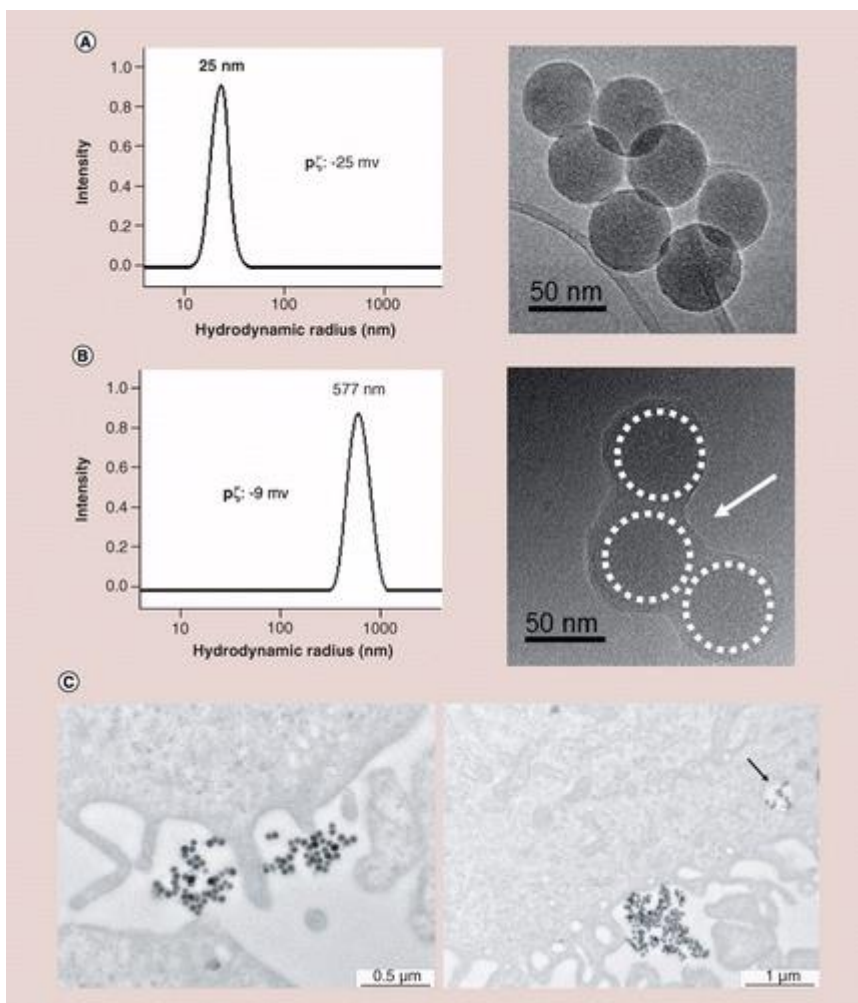 A
25 nm
1.0
0.8
0.6
0.4
0.2
0.0
Intensity
pζ: -25 mv
10 100 1000
Hydrodynamic radius (nm)
50 nm
B
577 nm
1.0
0.8
0.6
0.4
0.2
0.0
Intensity
pζ: -9 mv
10 100 1000
Hydrodynamic radius (nm)
50 nm
C
0.5 µm
1 µm